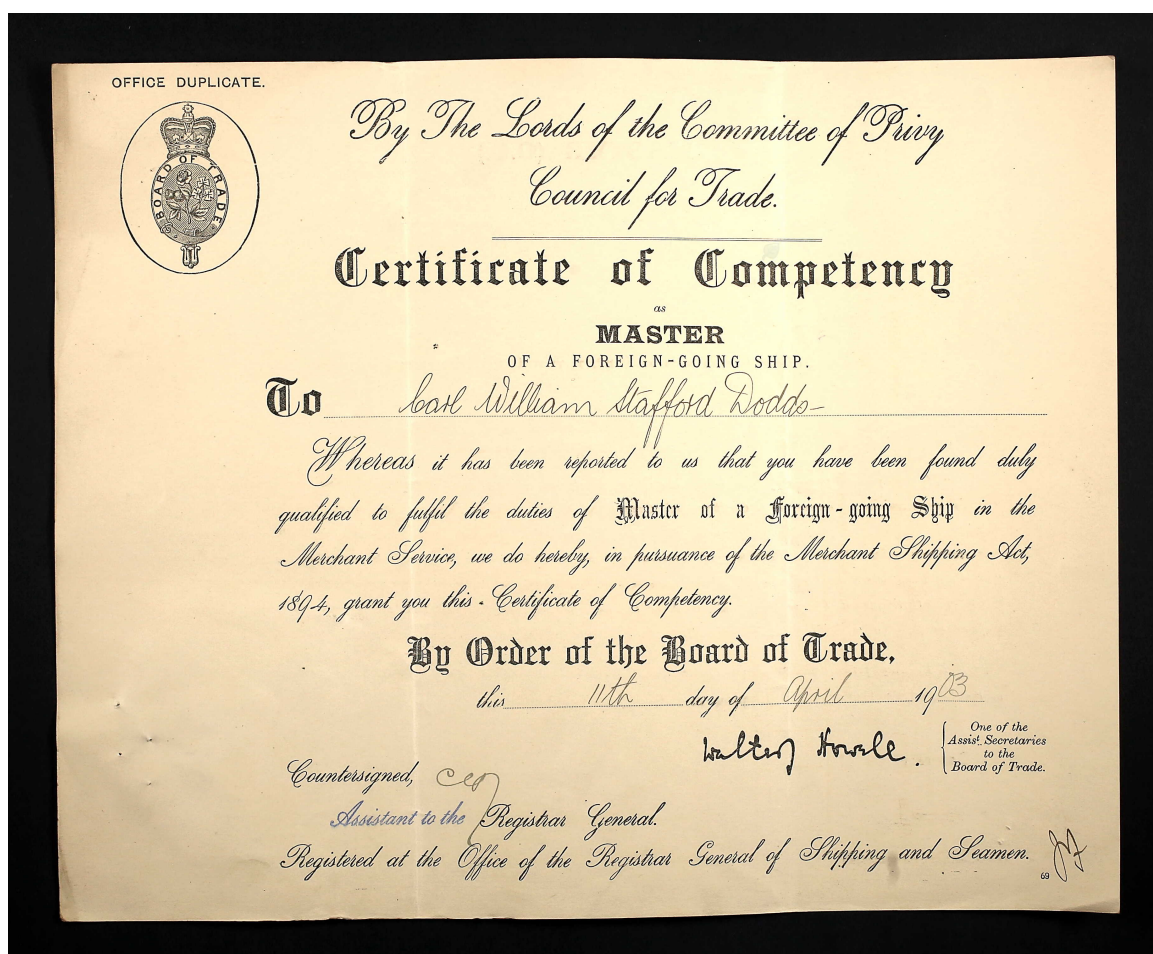 OFFICE DUPLICATE.
BOARD OF TRADE
By The Lords of the Committee of Privy
Council for Trade.
Certificate of Competency
as
MASTER
OF A FOREIGN-GOING SHIP.
To Carl William Stafford Dodds
Whereas it has been reported to us that you have been found duly
qualified to fulfil the duties of Master of a Foreign-going Ship in the
Merchant Service, we do hereby, in pursuance of the Merchant Shipping Act,
1894, grant you this Certificate of Competency.
By Order of the Board of Trade,
this 11th day of April 1903
Walter J Howell.
One of the
Assist. Secretaries
to the
Board of Trade.
Countersigned,
Assistant to the Registrar General.
Registered at the Office of the Registrar General of Shipping and Seamen.
69